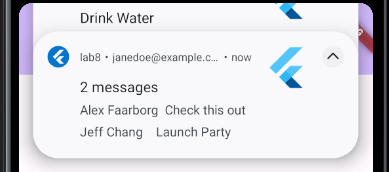 Drink Water
lab8 • janedoe@example.c... • now
2 messages
Alex Faarborg Check this out
Jeff Chang Launch Party